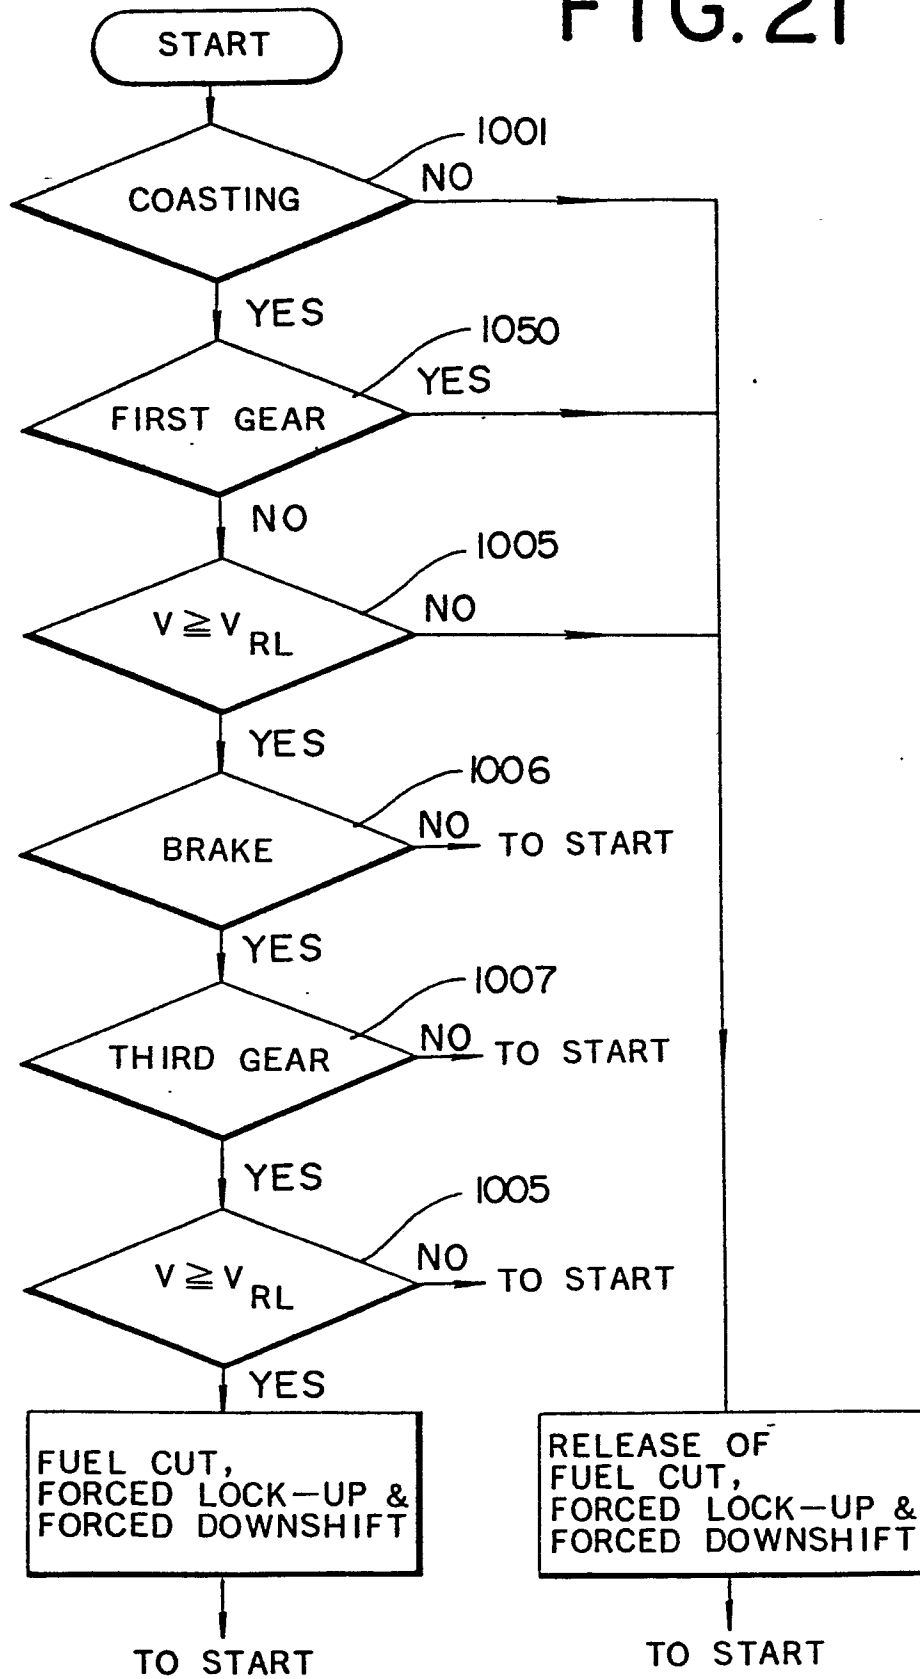 FIG. 21
START
1001
COASTING
NO
YES
1050
FIRST GEAR
YES
NO
1005
V ≧ V RL
NO
YES
1006
BRAKE
NO
TO START
YES
1007
THIRD GEAR
NO
TO START
YES
1005
V ≧ V RL
NO
TO START
YES
FUEL CUT,
FORCED LOCK-UP &
FORCED DOWNSHIFT
TO START
RELEASE OF
FUEL CUT,
FORCED LOCK-UP &
FORCED DOWNSHIFT
TO START